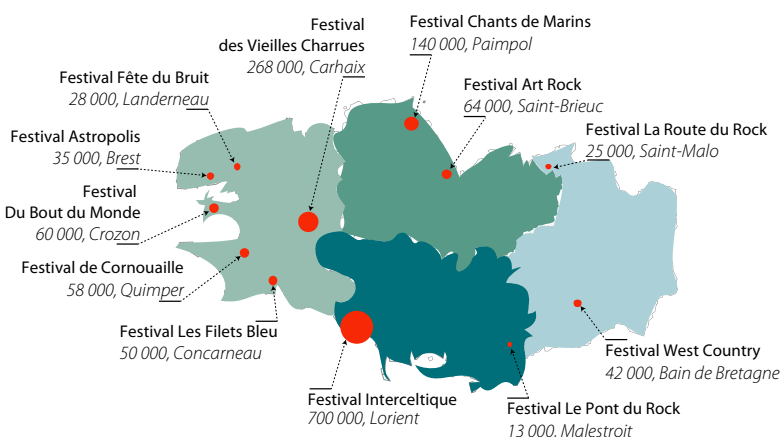 Festival
des Vieilles Charrues
268 000, Carhaix
Festival Chants de Marins
140 000, Paimpol
Festival Fête du Bruit
28 000, Landerneau
Festival Art Rock
64 000, Saint-Brieuc
Festival Astropolis
35 000, Brest
Festival La Route du Rock
25 000, Saint-Malo
Festival
Du Bout du Monde
60 000, Crozon
Festival de Cornouaille
58 000, Quimper
Festival Les Filets Bleu
50 000, Concarneau
Festival Interceltique
700 000, Lorient
Festival West Country
42 000, Bain de Bretagne
Festival Le Pont du Rock
13 000, Malestroit